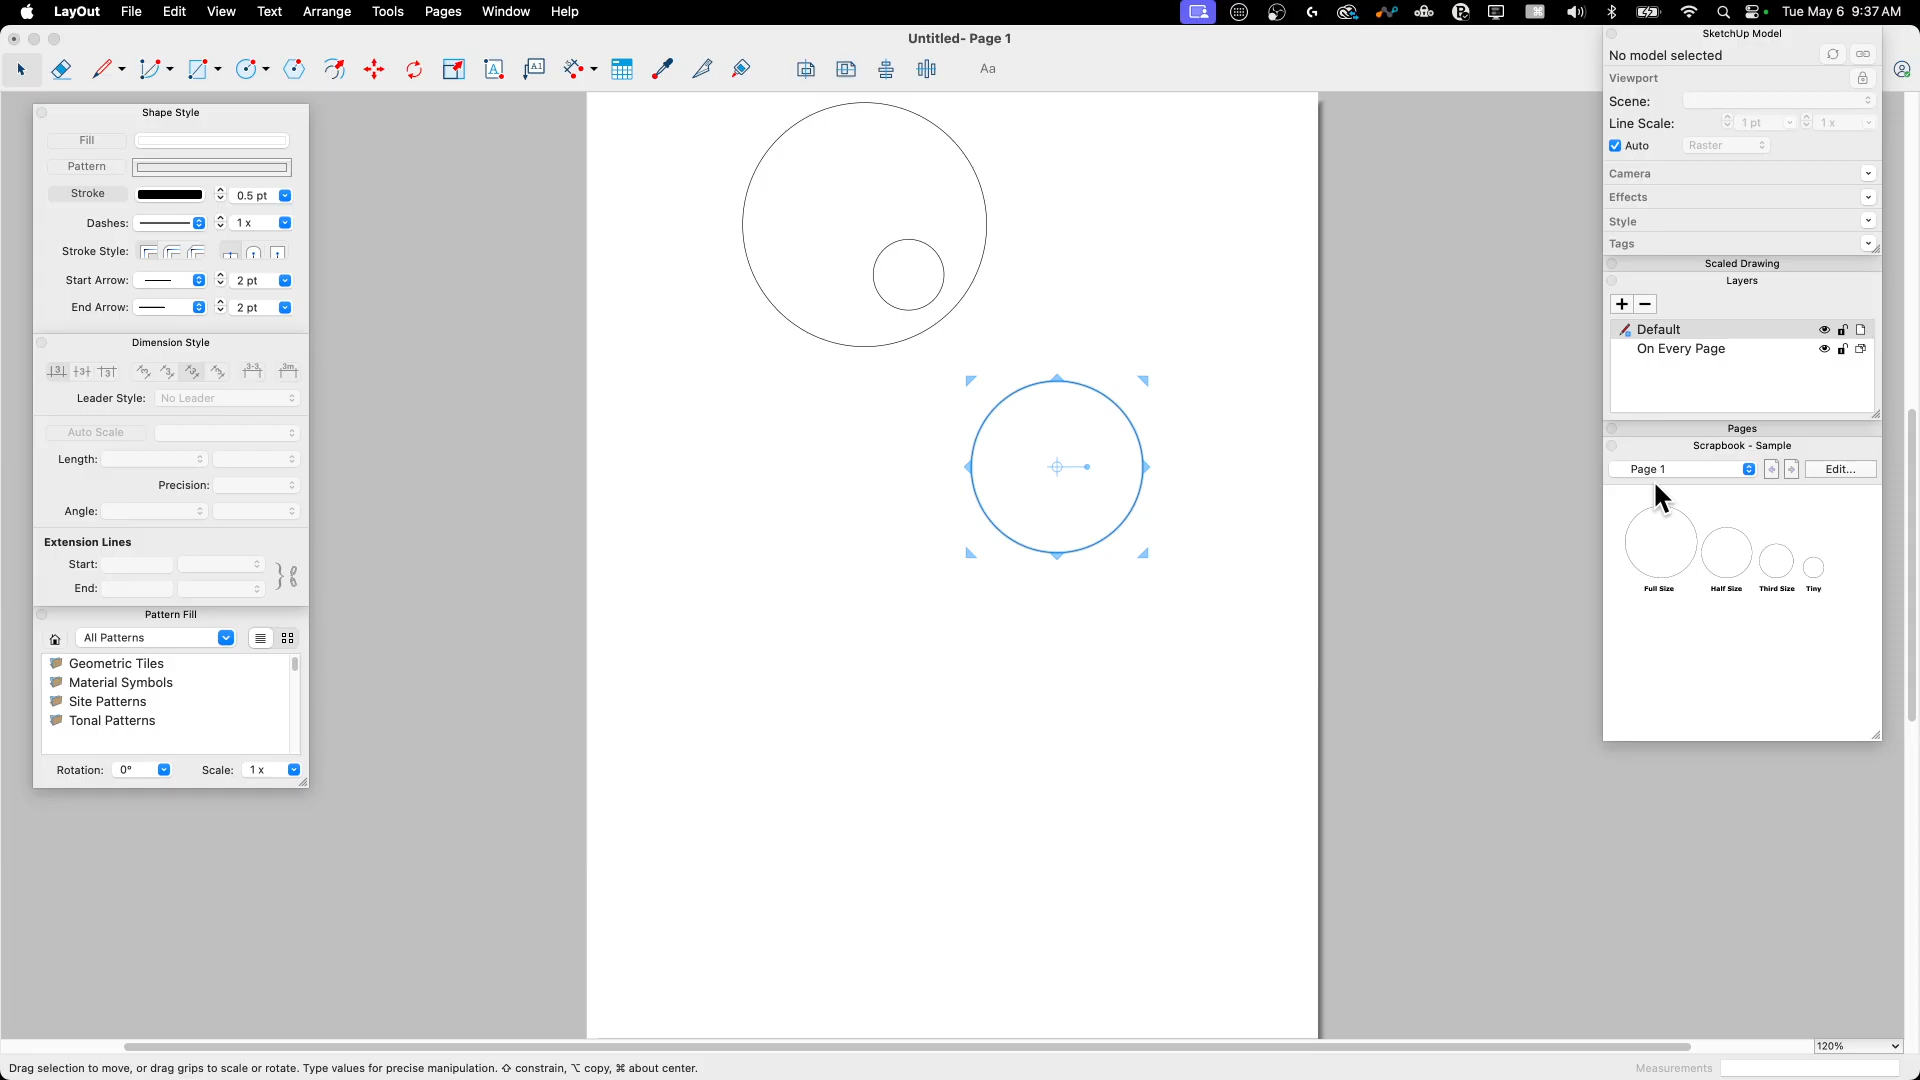 LayOut File Edit View Text Arrange Tools Pages Window Help
Tue May 6 9:37 AM
Untitled- Page 1
Aa
Shape Style
Fill
Pattern
Stroke 0.5 pt
Dashes: 1 x
Stroke Style:
Start Arrow: 2 pt
End Arrow: 2 pt
Dimension Style
Leader Style: No Leader
Auto Scale
Length:
Precision:
Angle:
Extension Lines
Start:
End:
Pattern Fill
All Patterns
Geometric Tiles
Material Symbols
Site Patterns
Tonal Patterns
Rotation: 0° Scale: 1 x
SketchUp Model
No model selected
Viewport
Scene:
Line Scale: 1 pt 1 x
Auto Raster
Camera
Effects
Style
Tags
Scaled Drawing
Layers
Default
On Every Page
Pages
Scrapbook - Sample
Page 1 Edit...
Full Size Half Size Third Size Tiny
120%
Drag selection to move, or drag grips to scale or rotate. Type values for precise manipulation. ⇧ constrain, ⌥ copy, ⌘ about center.
Measurements